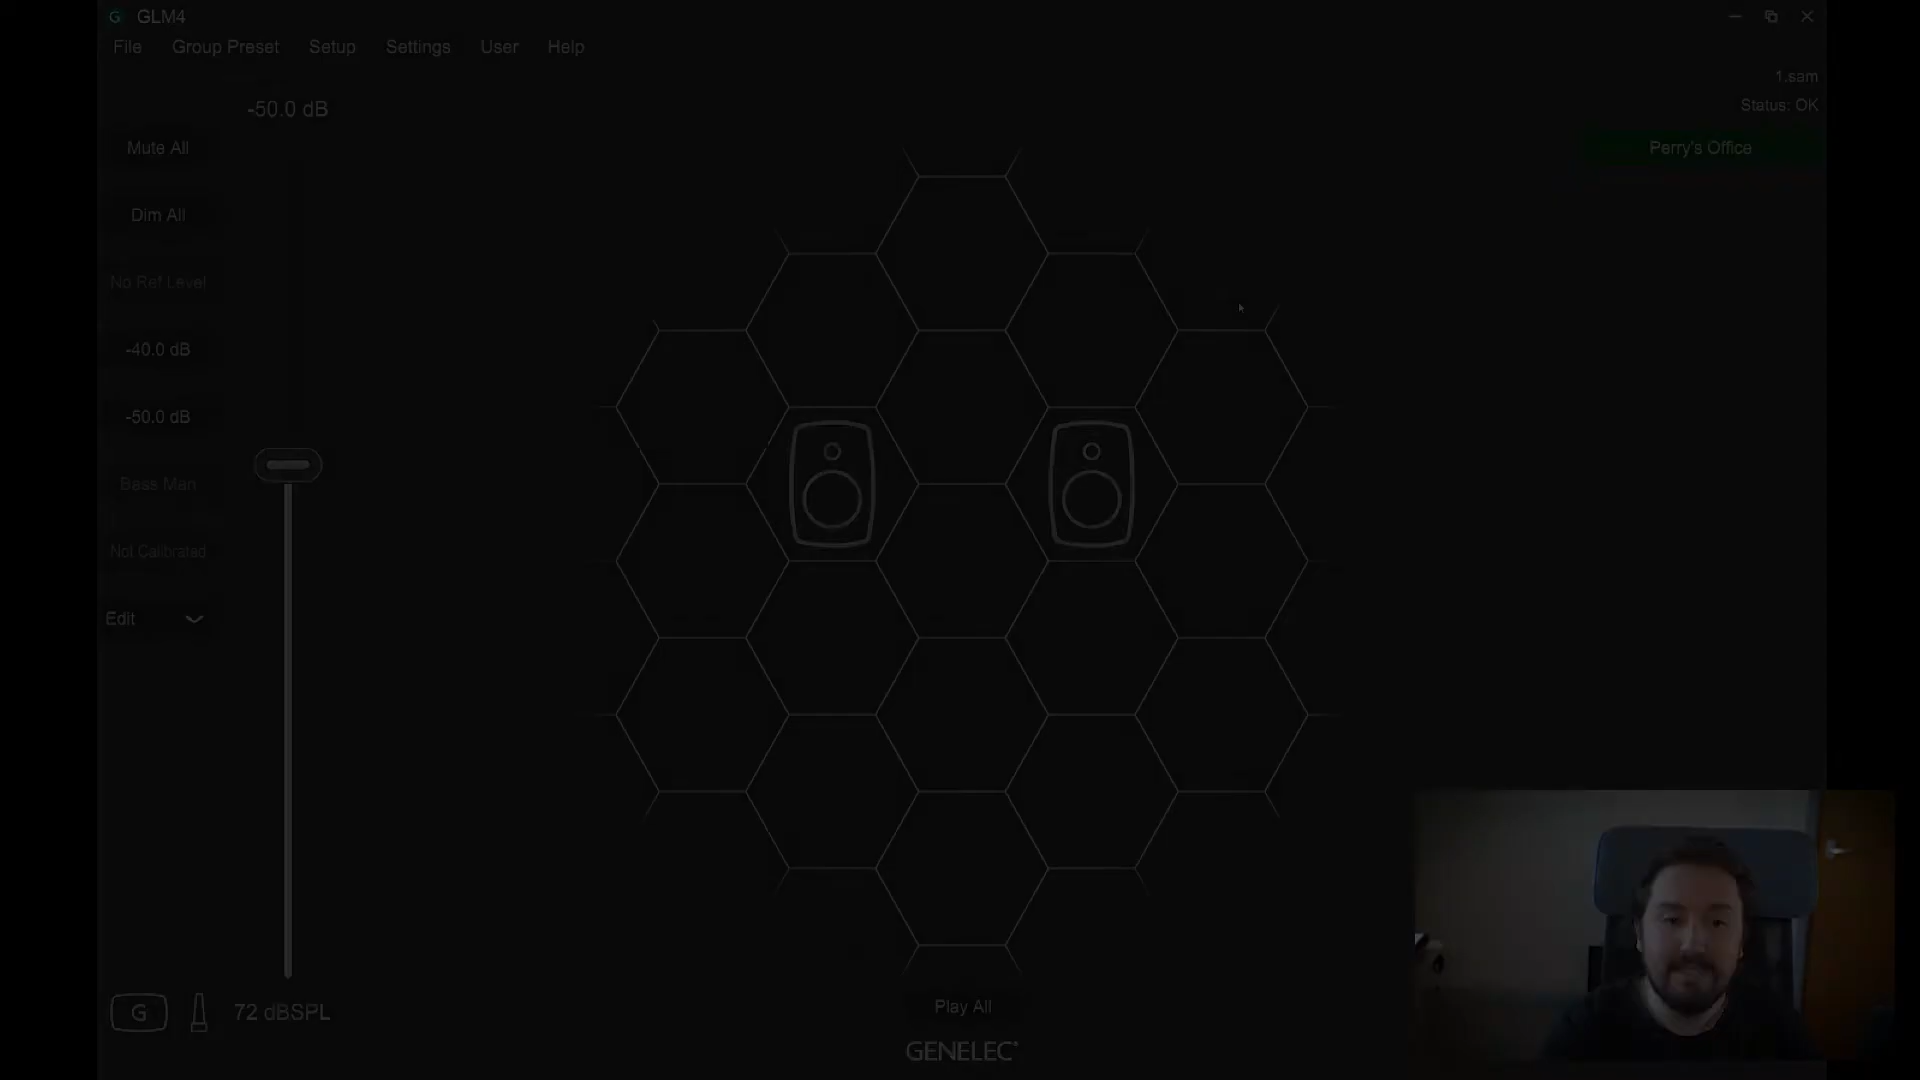 G GLM4
File Group Preset Setup Settings User Help
1.sam
-50.0 dB
Status: OK
Mute All
Perry's Office
Dim All
No Ref Level
-40.0 dB
-50.0 dB
Bass Man
Not Calibrated
Edit
G 72 dBSPL
Play All
GENELEC®